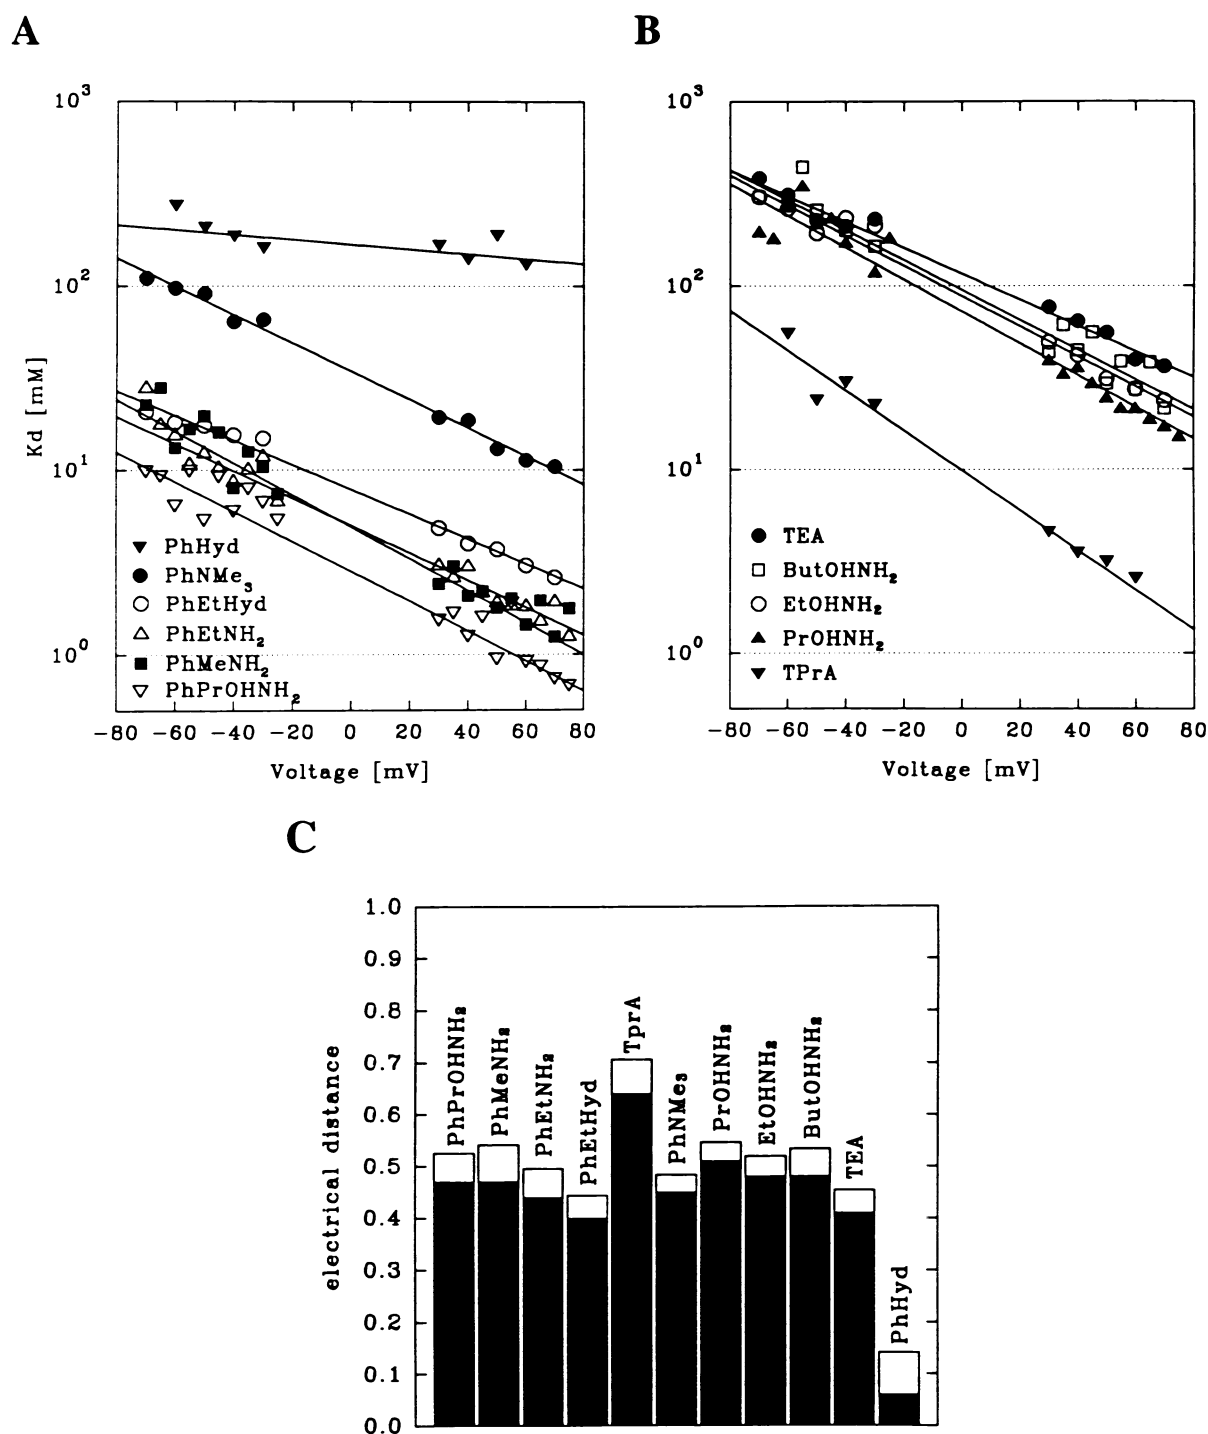 A
10³
10²
10¹
10⁰
Kd [mM]
PhHyd
PhNMe₃
PhEtHyd
PhEtNH₂
PhMeNH₂
PhPrOHNH₂
−80 −60 −40 −20 0 20 40 60 80
Voltage [mV]
B
10³
10²
10¹
10⁰
TEA
ButOHNH₂
EtOHNH₂
PrOHNH₂
TPrA
−80 −60 −40 −20 0 20 40 60 80
Voltage [mV]
C
1.0
0.9
0.8
0.7
0.6
0.5
0.4
0.3
0.2
0.1
0.0
electrical distance
PhPrOHNH₂
PhMeNH₂
PhEtNH₂
PhEtHyd
TprA
PhNMe₃
PrOHNH₂
EtOHNH₂
ButOHNH₂
TEA
PhHyd